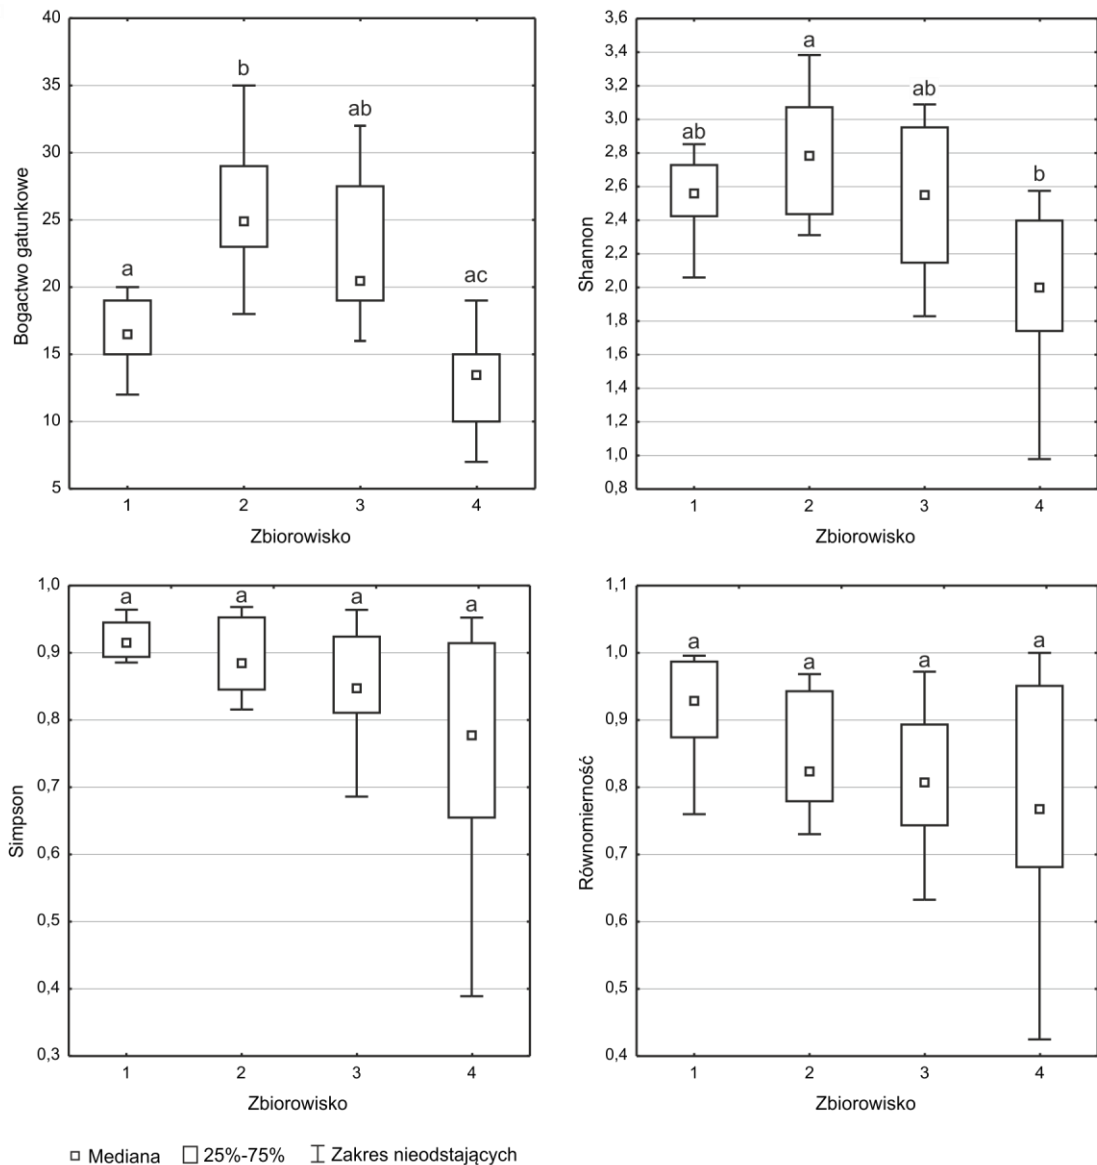 Bogactwo gatunkowe
40
35
30
25
20
15
10
5
a
b
ab
ac
1 2 3 4
Zbiorowisko
Shannon
3,6
3,4
3,2
3,0
2,8
2,6
2,4
2,2
2,0
1,8
1,6
1,4
1,2
1,0
0,8
ab
a
ab
b
1 2 3 4
Zbiorowisko
Simpson
1,0
0,9
0,8
0,7
0,6
0,5
0,4
0,3
a a a a
1 2 3 4
Zbiorowisko
Równomierność
1,1
1,0
0,9
0,8
0,7
0,6
0,5
0,4
a a a a
1 2 3 4
Zbiorowisko
Mediana 25%-75% Zakres nieodstających